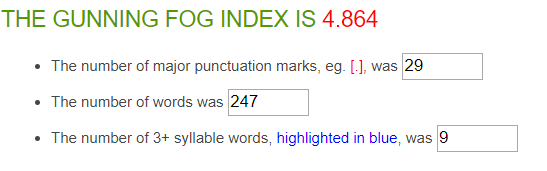 THE GUNNING FOG INDEX IS 4.864
• The number of major punctuation marks, eg. [.], was 29
• The number of words was 247
• The number of 3+ syllable words, highlighted in blue, was 9